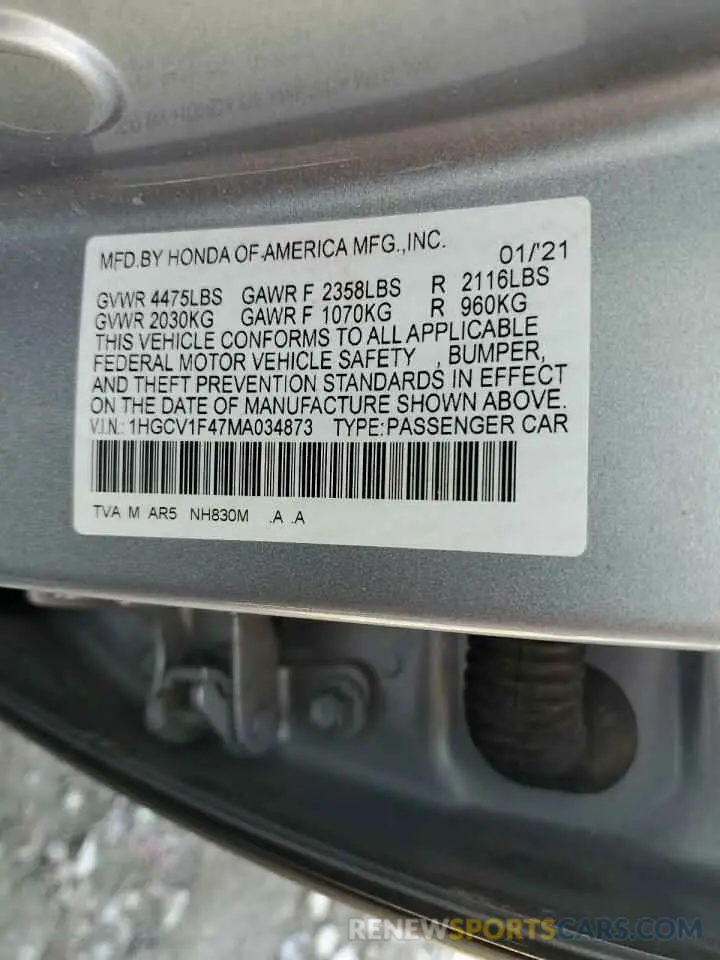 MFD.BY HONDA OF AMERICA MFG.,INC. 01/'21
GVWR 4475LBS GAWR F 2358LBS R 2116LBS
GVWR 2030KG GAWR F 1070KG R 960KG
THIS VEHICLE CONFORMS TO ALL APPLICABLE
FEDERAL MOTOR VEHICLE SAFETY , BUMPER,
AND THEFT PREVENTION STANDARDS IN EFFECT
ON THE DATE OF MANUFACTURE SHOWN ABOVE.
V.I.N.: 1HGCV1F47MA034873 TYPE:PASSENGER CAR
TVA M AR5 NH830M .A .A
RENEWSPORTSCARS.COM